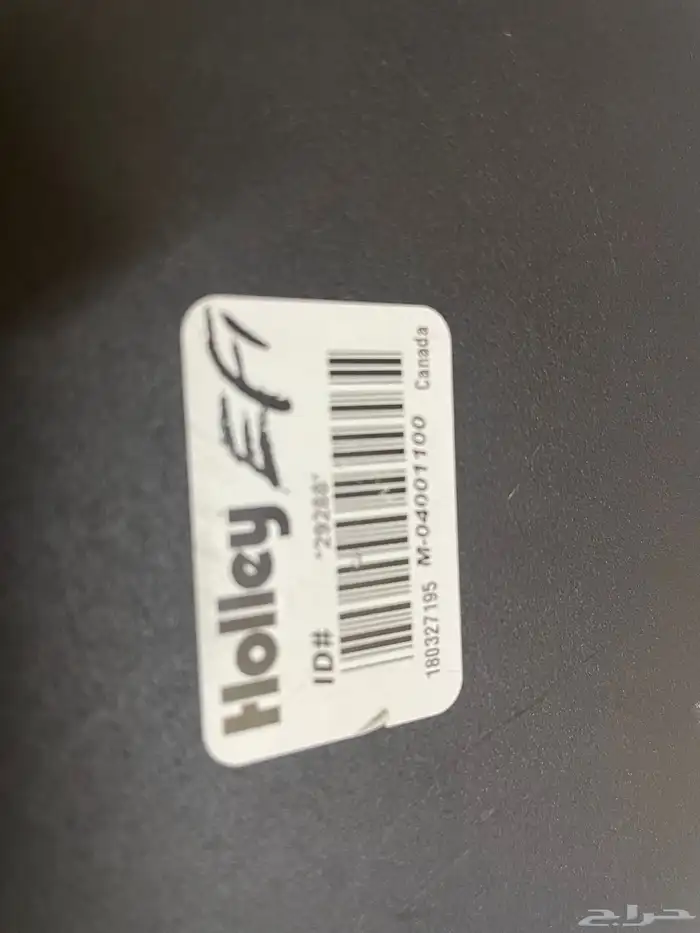 Holley EFI
ID# *29288*
180327195 M-04001100 Canada
حراج